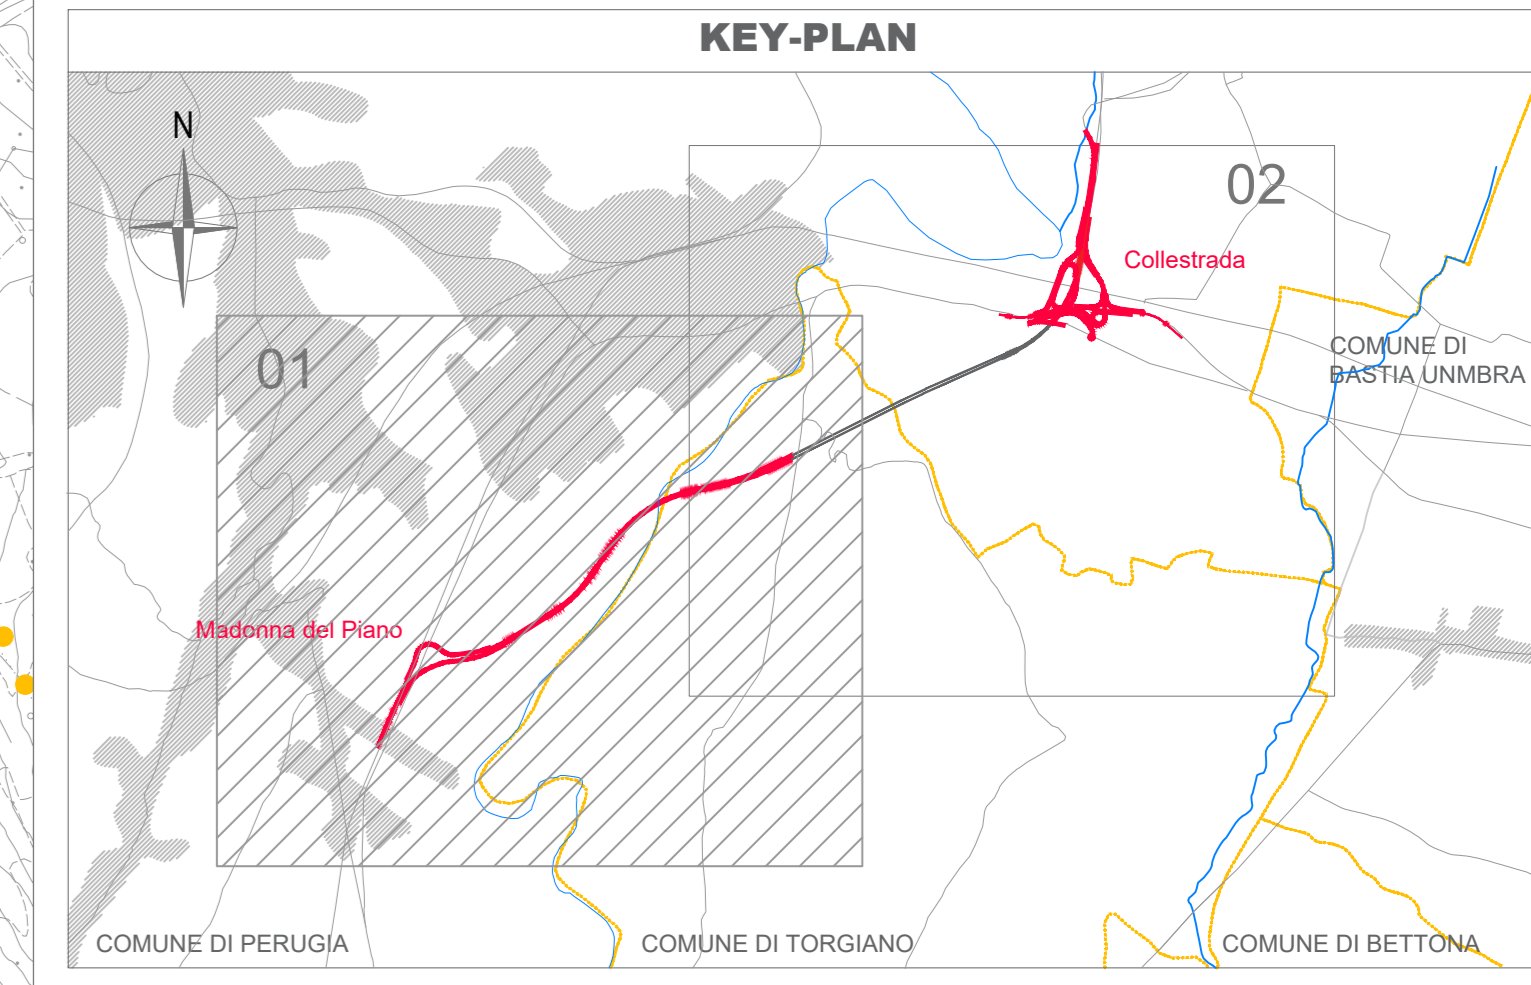 KEY-PLAN
N
02
Collestrada
COMUNE DI
BASTIA UNMBRA
01
Madonna del Piano
COMUNE DI PERUGIA
COMUNE DI TORGIANO
COMUNE DI BETTONA